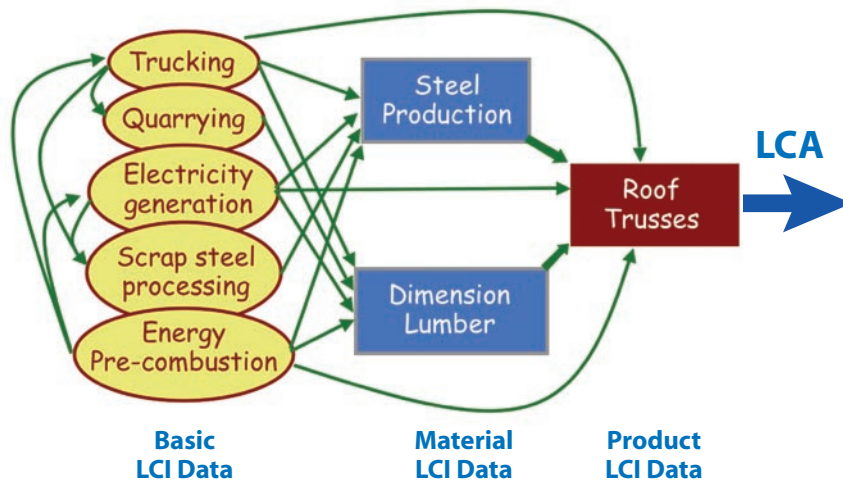 Trucking
Quarrying
Electricity
generation
Scrap steel
processing
Energy
Pre-combustion
Steel
Production
Dimension
Lumber
Roof
Trusses
LCA
Basic
LCI Data
Material
LCI Data
Product
LCI Data